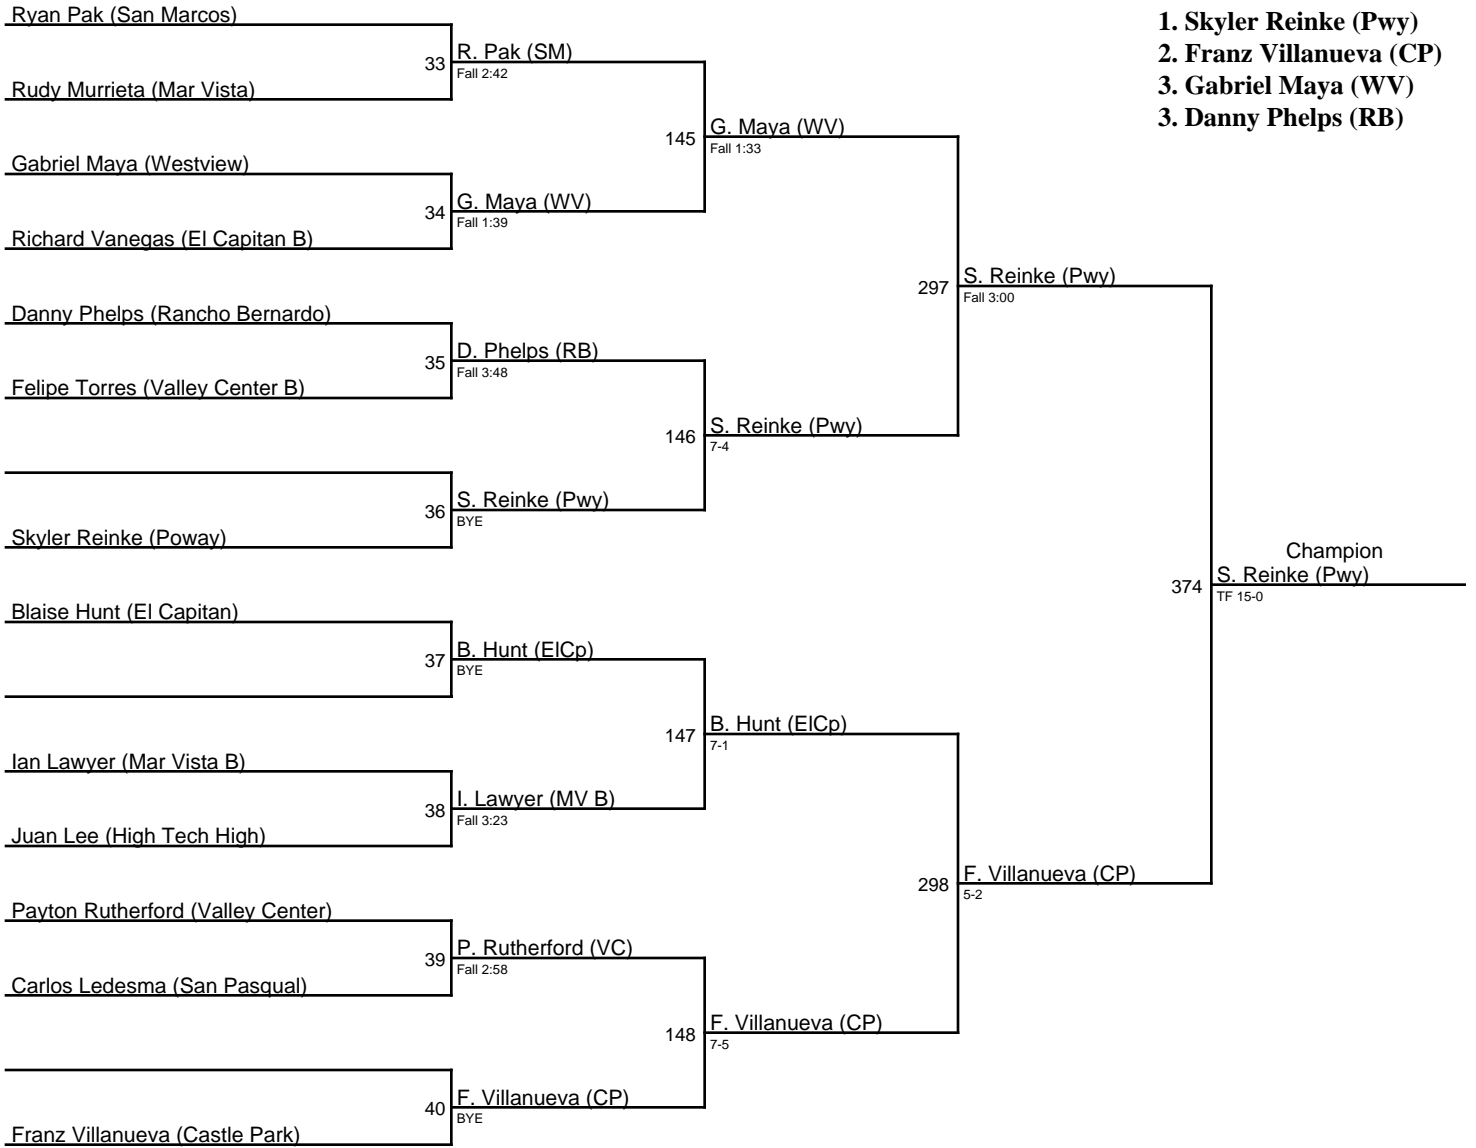 Ryan Pak (San Marcos)
33
R. Pak (SM)
Fall 2:42
Rudy Murrieta (Mar Vista)
145
G. Maya (WV)
Fall 1:33
Gabriel Maya (Westview)
34
G. Maya (WV)
Fall 1:39
Richard Vanegas (El Capitan B)
297
S. Reinke (Pwy)
Fall 3:00
Danny Phelps (Rancho Bernardo)
35
D. Phelps (RB)
Fall 3:48
Felipe Torres (Valley Center B)
146
S. Reinke (Pwy)
7-4
36
S. Reinke (Pwy)
BYE
Skyler Reinke (Poway)
Champion
374
S. Reinke (Pwy)
TF 15-0
Blaise Hunt (El Capitan)
37
B. Hunt (ElCp)
BYE
147
B. Hunt (ElCp)
7-1
Ian Lawyer (Mar Vista B)
38
I. Lawyer (MV B)
Fall 3:23
Juan Lee (High Tech High)
298
F. Villanueva (CP)
5-2
Payton Rutherford (Valley Center)
39
P. Rutherford (VC)
Fall 2:58
Carlos Ledesma (San Pasqual)
148
F. Villanueva (CP)
7-5
40
F. Villanueva (CP)
BYE
Franz Villanueva (Castle Park)
1. Skyler Reinke (Pwy)
2. Franz Villanueva (CP)
3. Gabriel Maya (WV)
3. Danny Phelps (RB)